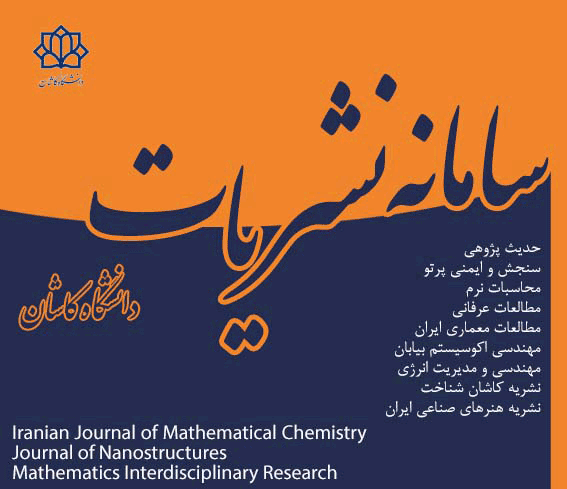 دانشگاه کاشان
سامانه نشریات
دانشگاه کاشان
حدیث پژوهی
سنجش و ایمنی پرتو
محاسبات نرم
مطالعات عرفانی
مطالعات معماری ایران
مهندسی اکوسیستم بیابان
مهندسی و مدیریت انرژی
نشریه کاشان شناخت
نشریه هنرهای صناعی ایران
Iranian Journal of Mathematical Chemistry
Journal of Nanostructures
Mathematics Interdisciplinary Research